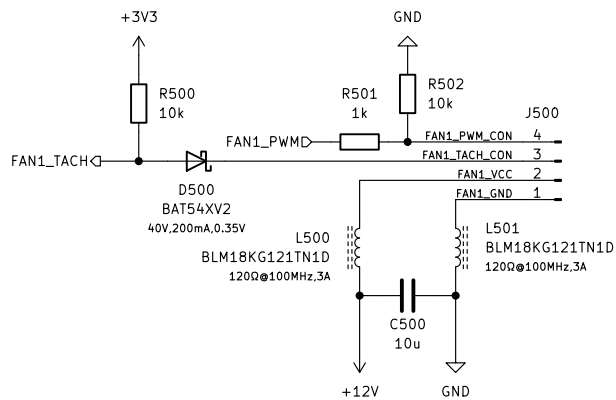 +3V3
GND
R500
10k
R501
1k
R502
10k
J500
FAN1_PWM
FAN1_PWM_CON 4
FAN1_TACH
FAN1_TACH_CON 3
FAN1_VCC 2
FAN1_GND 1
D500
BAT54XV2
40V,200mA,0.35V
L500
BLM18KG121TN1D
120Ω@100MHz,3A
L501
BLM18KG121TN1D
120Ω@100MHz,3A
C500
10u
+12V
GND